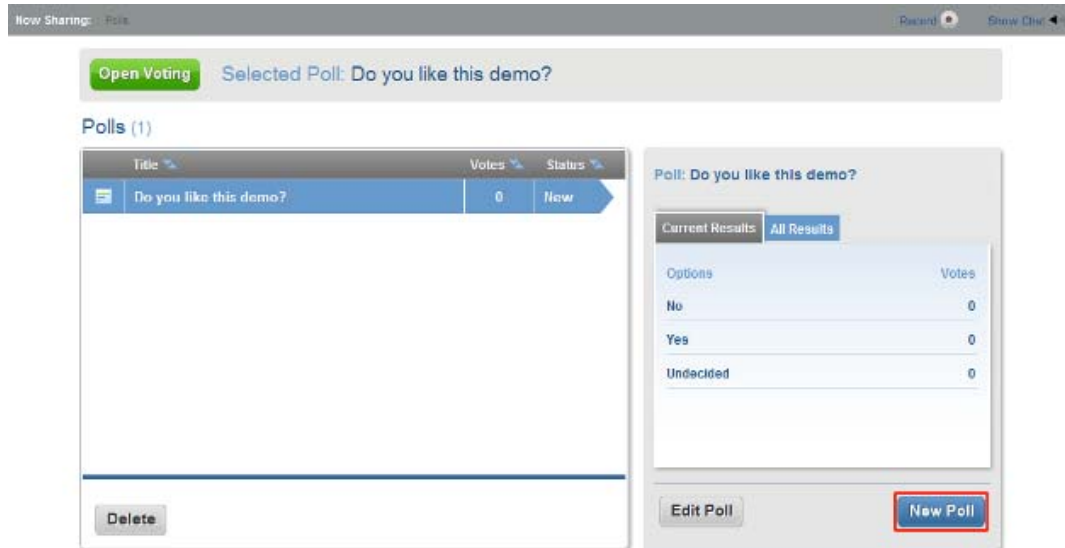 Now Sharing: Polls
Record Show Chat
Open Voting Selected Poll: Do you like this demo?
Polls (1)
Title Votes Status
Do you like this demo? 0 New
Poll: Do you like this demo?
Current Results All Results
Options Votes
No 0
Yes 0
Undecided 0
Delete
Edit Poll New Poll